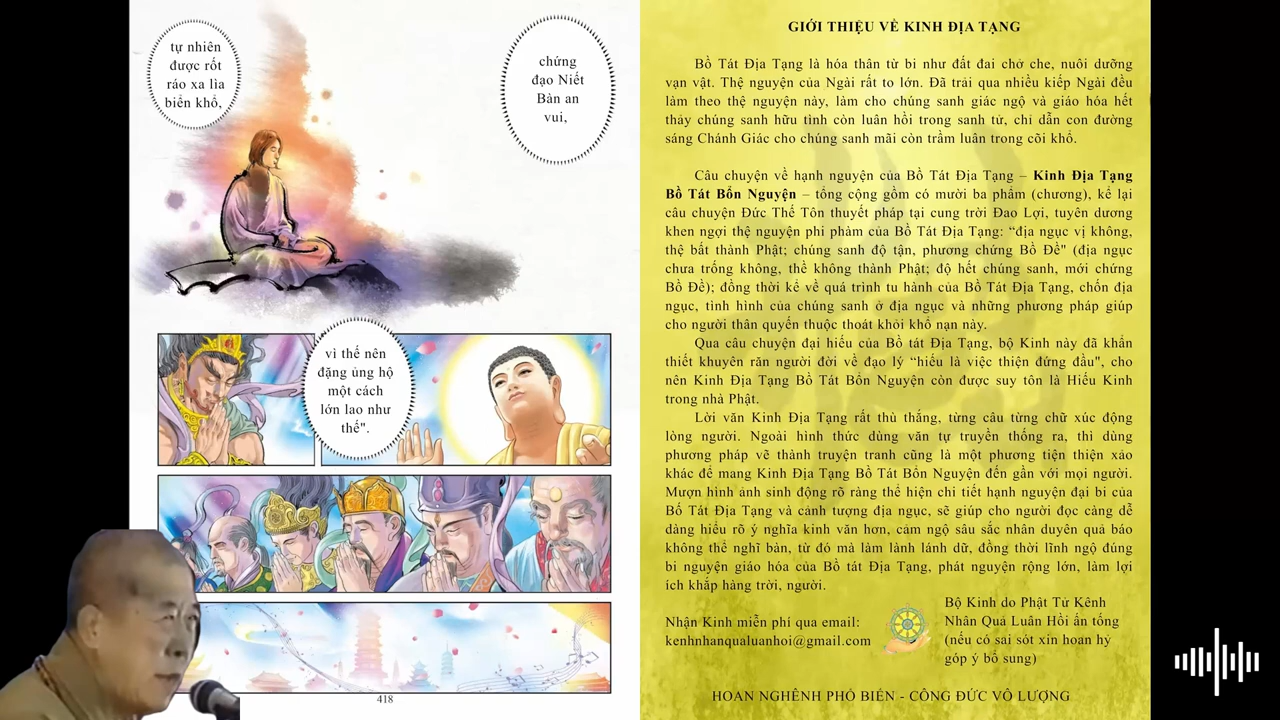 tự nhiên
được rốt
ráo xa lìa
biển khổ,
chứng
đạo Niết
Bàn an
vui,
vì thế nên
đặng ủng hộ
một cách
lớn lao như
thế".
418
GIỚI THIỆU VỀ KINH ĐỊA TẠNG
Bồ Tát Địa Tạng là hóa thân từ bi như đất đai chở che, nuôi dưỡng
vạn vật. Thệ nguyện của Ngài rất to lớn. Đã trải qua nhiều kiếp Ngài đều
làm theo thệ nguyện này, làm cho chúng sanh giác ngộ và giáo hóa hết
thảy chúng sanh hữu tình còn luân hồi trong sanh tử, chỉ dẫn con đường
sáng Chánh Giác cho chúng sanh mãi còn trầm luân trong cõi khổ.
Câu chuyện về hạnh nguyện của Bồ Tát Địa Tạng – Kinh Địa Tạng
Bồ Tát Bổn Nguyện – tổng cộng gồm có mười ba phẩm (chương), kể lại
câu chuyện Đức Thế Tôn thuyết pháp tại cung trời Đao Lợi, tuyên dương
khen ngợi thệ nguyện phi phàm của Bồ Tát Địa Tạng: “địa ngục vị không,
thệ bất thành Phật; chúng sanh độ tận, phương chứng Bồ Đề" (địa ngục
chưa trống không, thề không thành Phật; độ hết chúng sanh, mới chứng
Bồ Đề); đồng thời kể về quá trình tu hành của Bồ Tát Địa Tạng, chốn địa
ngục, tình hình của chúng sanh ở địa ngục và những phương pháp giúp
cho người thân quyến thuộc thoát khỏi khổ nạn này.
Qua câu chuyện đại hiếu của Bồ tát Địa Tạng, bộ Kinh này đã khẩn
thiết khuyên răn người đời về đạo lý “hiếu là việc thiện đứng đầu", cho
nên Kinh Địa Tạng Bồ Tát Bổn Nguyện còn được suy tôn là Hiếu Kinh
trong nhà Phật.
Lời văn Kinh Địa Tạng rất thù thắng, từng câu từng chữ xúc động
lòng người. Ngoài hình thức dùng văn tự truyền thống ra, thì dùng
phương pháp vẽ thành truyện tranh cũng là một phương tiện thiện xảo
khác để mang Kinh Địa Tạng Bồ Tát Bổn Nguyện đến gần với mọi người.
Mượn hình ảnh sinh động rõ ràng thể hiện chi tiết hạnh nguyện đại bi của
Bồ Tát Địa Tạng và cảnh tượng địa ngục, sẽ giúp cho người đọc càng dễ
dàng hiểu rõ ý nghĩa kinh văn hơn, cảm ngộ sâu sắc nhân duyên quả báo
không thể nghĩ bàn, từ đó mà làm lành lánh dữ, đồng thời lĩnh ngộ đúng
bi nguyện giáo hóa của Bồ tát Địa Tạng, phát nguyện rộng lớn, làm lợi
ích khắp hàng trời, người.
Nhận Kinh miễn phí qua email:
kenhnhanqualuanhoi@gmail.com
Bộ Kinh do Phật Tử Kênh
Nhân Quả Luân Hồi ấn tống
(nếu có sai sót xin hoan hỷ
góp ý bổ sung)
HOAN NGHÊNH PHỔ BIẾN - CÔNG ĐỨC VÔ LƯỢNG